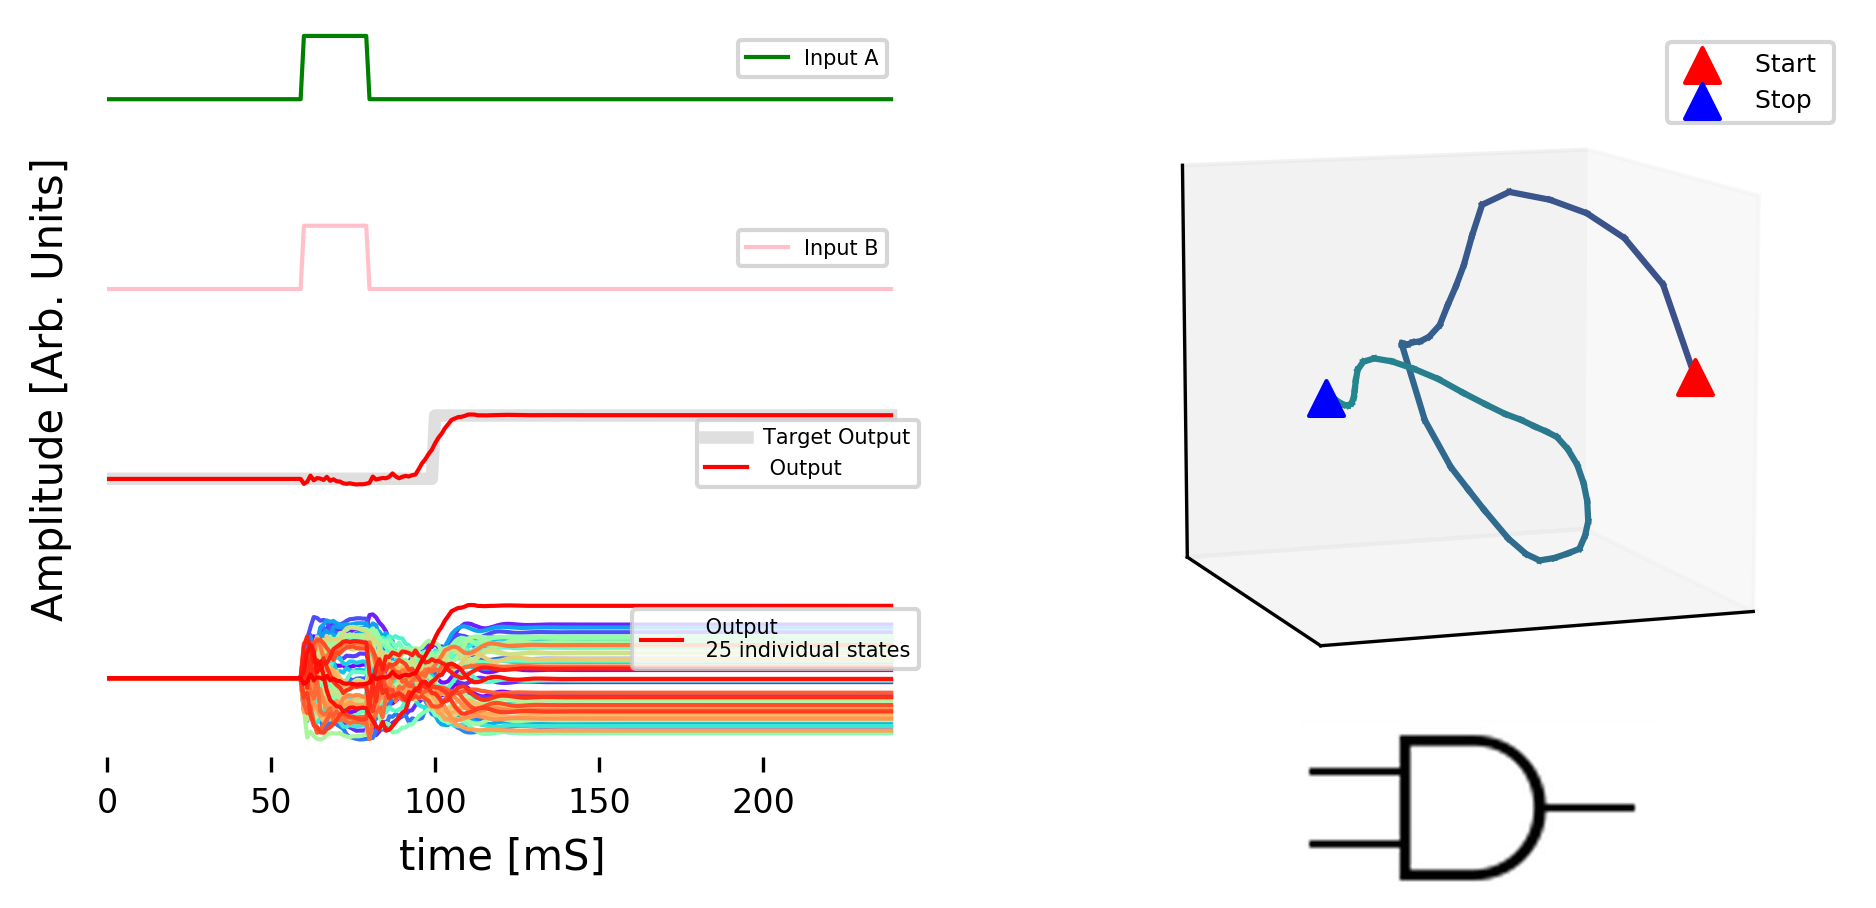 Input A
Input B
Target Output
Output
Output
25 individual states
Amplitude [Arb. Units]
0 50 100 150 200
time [mS]
Start
Stop